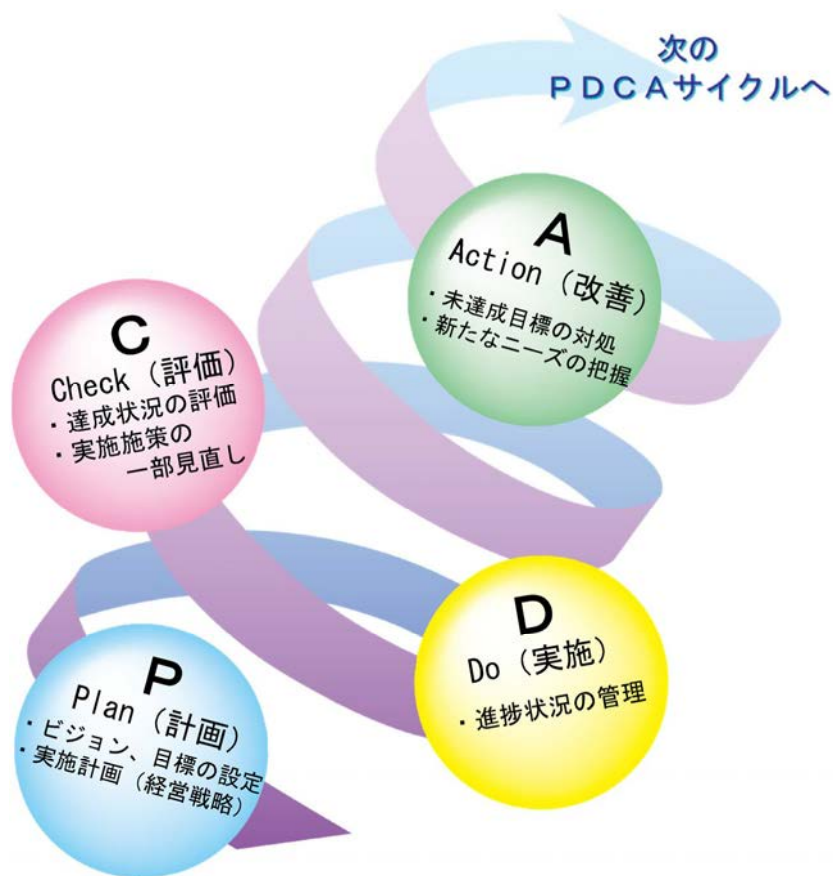 次の
ＰＤＣＡサイクルへ
A
Action（改善）
・未達成目標の対処
・新たなニーズの把握
C
Check（評価）
・達成状況の評価
・実施施策の
一部見直し
D
Do（実施）
・進捗状況の管理
P
Plan（計画）
・ビジョン、目標の設定
・実施計画（経営戦略）